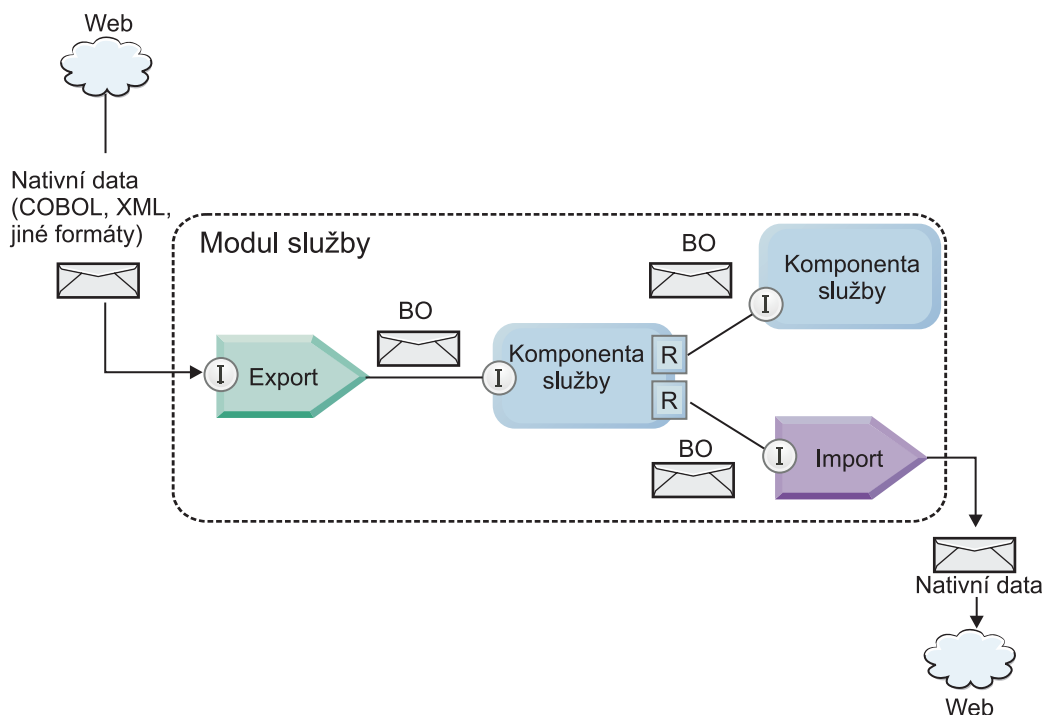 Web
Nativní data
(COBOL, XML,
jiné formáty)
Modul služby
BO
Komponenta
služby
I
BO
I
Export
I
Komponenta
služby
R
R
BO
I
Import
Nativní data
Web